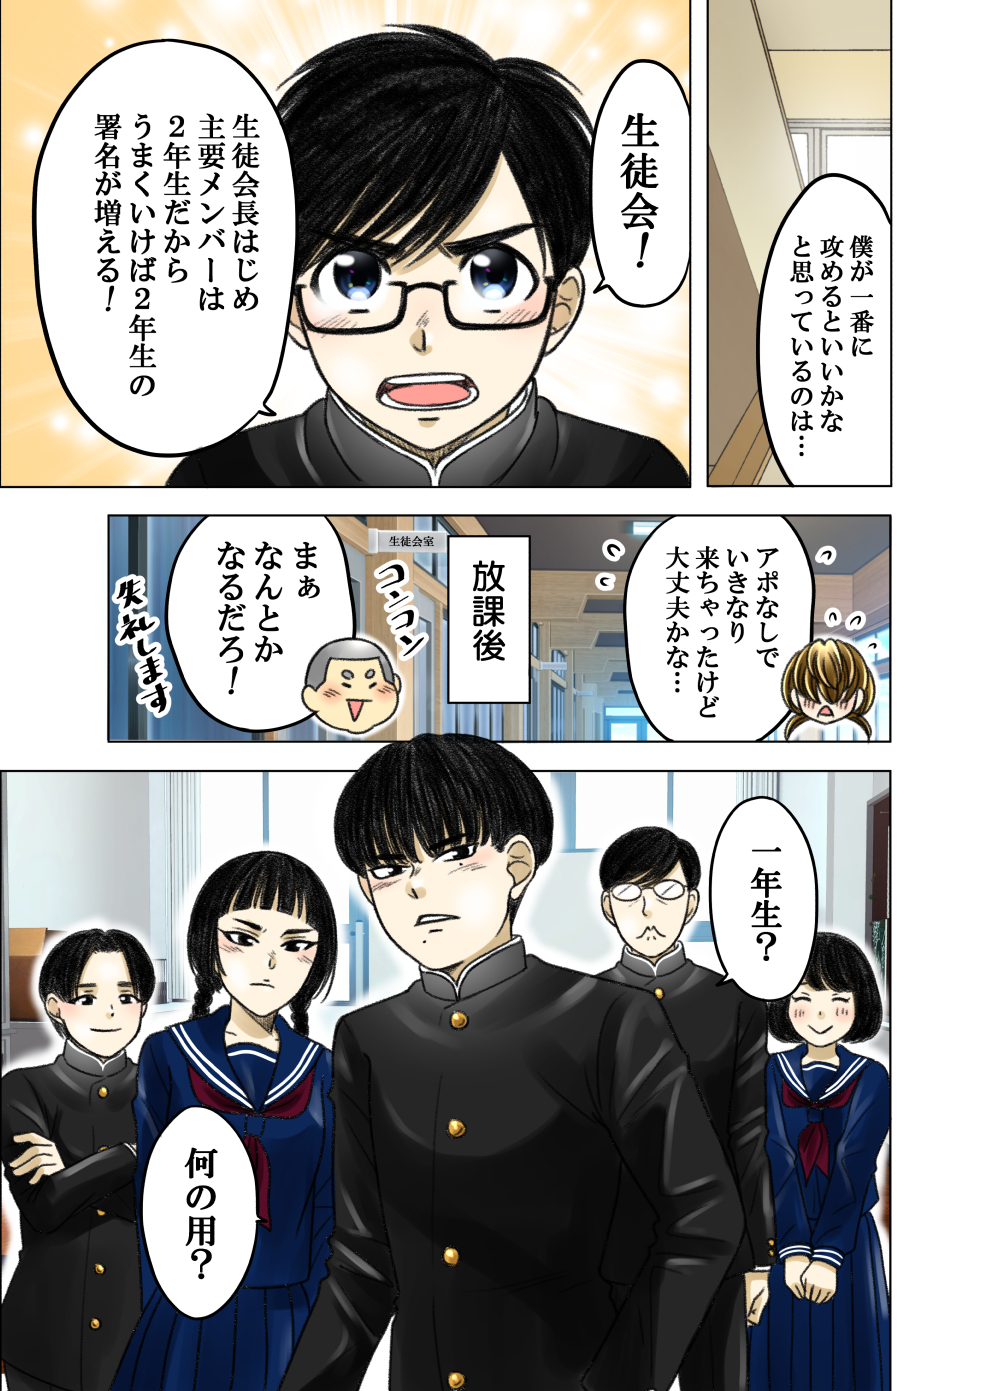 僕が一番に
攻めるといいかな
と思っているのは…
生徒会！
生徒会長はじめ
主要メンバーは
２年生だから
うまくいけば２年生の
署名が増える！
アポなしで
いきなり
来ちゃったけど
大丈夫かな…
放課後
生徒会室
コンコン
まぁ
なんとか
なるだろ！
失礼します
一年生？
何の用？